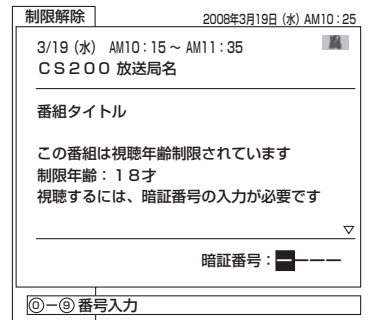 制限解除
2008年3月19日（水）AM10：25
3/19（水） AM10：15～AM11：35
CS200 放送局名
番組タイトル
この番組は視聴年齢制限されています
制限年齢：18才
視聴するには、暗証番号の入力が必要です
▽
暗証番号：－－－－
⓪－⑨番号入力